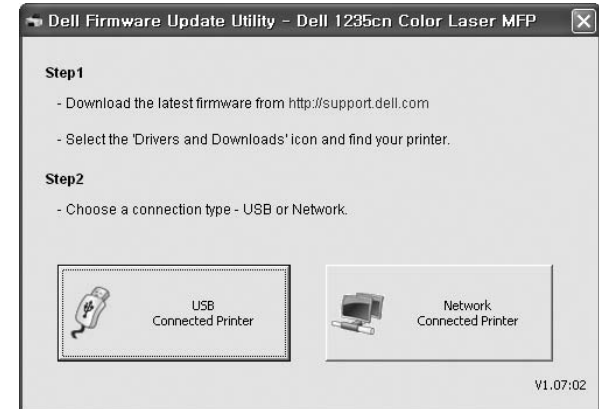 Dell Firmware Update Utility - Dell 1235cn Color Laser MFP
Step1
- Download the latest firmware from http://support.dell.com
- Select the 'Drivers and Downloads' icon and find your printer.
Step2
- Choose a connection type - USB or Network.
USB
Connected Printer
Network
Connected Printer
V1.07:02